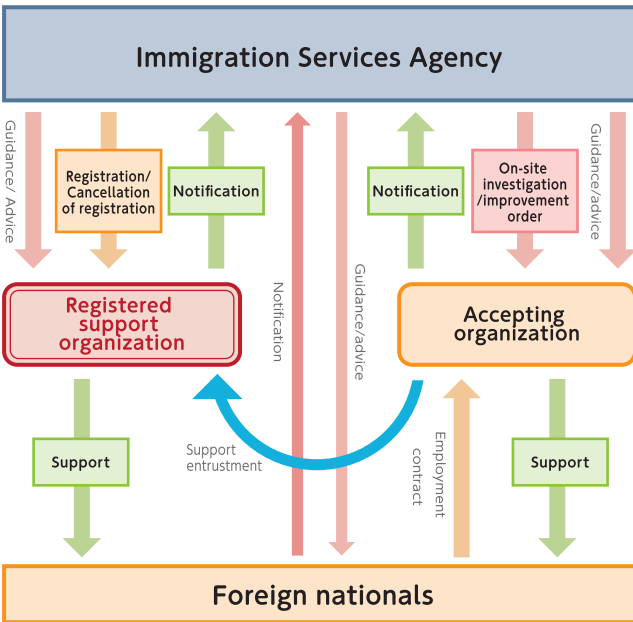 Immigration Services Agency
Guidance/ Advice
Registration/
Cancellation
of registration
Notification
Notification
Guidance/advice
Notification
On-site
investigation
/improvement
order
Guidance/advice
Registered
support
organization
Accepting
organization
Support
Support
entrustment
Employment
contract
Support
Foreign nationals